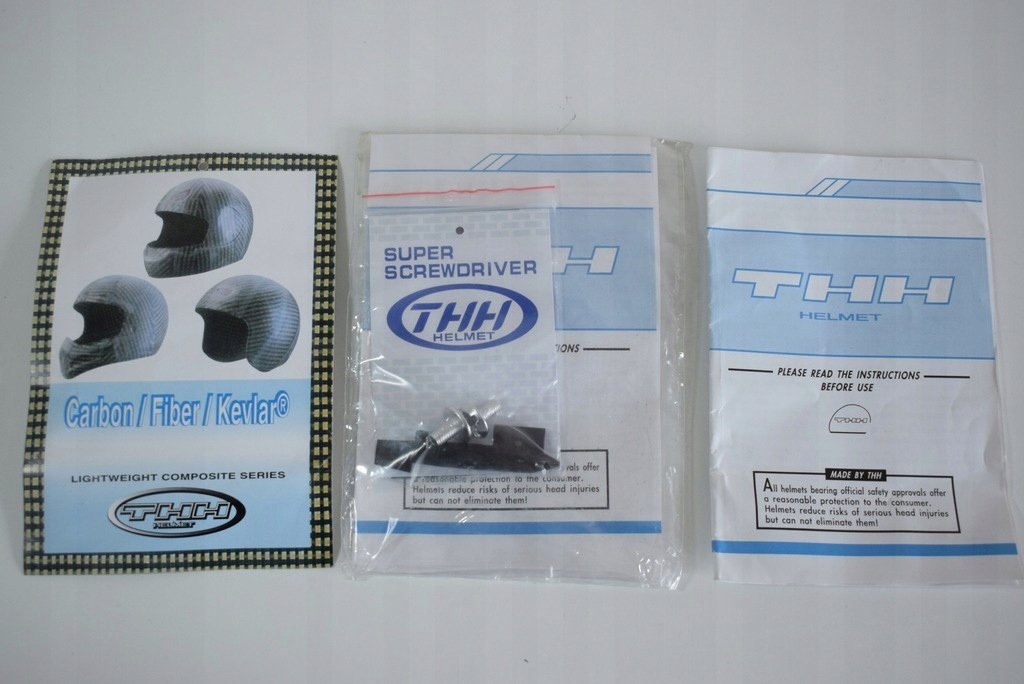 Carbon / Fiber / Kevlar®
LIGHTWEIGHT COMPOSITE SERIES
THH
HELMET
SUPER
SCREWDRIVER
THH
HELMET
H
IONS
ovals offer
a reasonable protection to the consumer.
Helmets reduce risks of serious head injuries
but can not eliminate them!
THH
HELMET
PLEASE READ THE INSTRUCTIONS
BEFORE USE
THH
MADE BY THH
All helmets bearing official safety approvals offer
a reasonable protection to the consumer.
Helmets reduce risks of serious head injuries
but can not eliminate them!